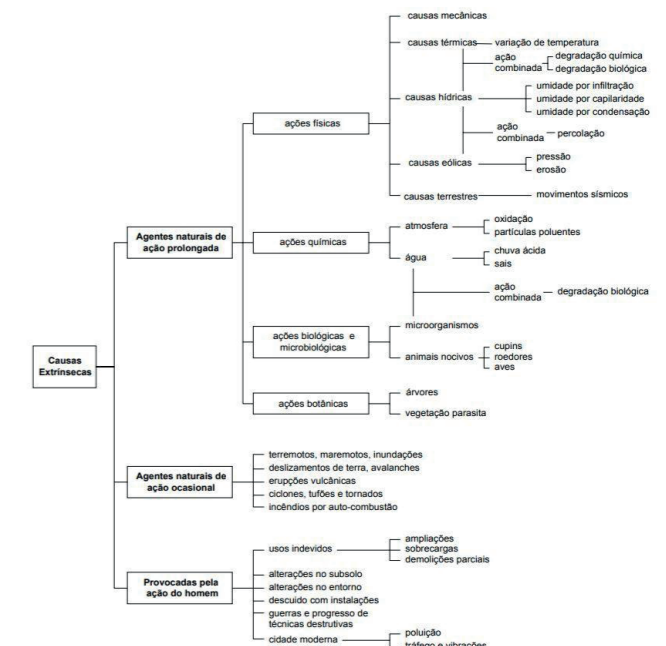 causas mecânicas
causas térmicas
variação de temperatura
ação
combinada
degradação química
degradação biológica
causas hídricas
umidade por infiltração
umidade por capilaridade
umidade por condensação
ações físicas
ação
combinada
percolação
causas eólicas
pressão
erosão
causas terrestres
movimentos sísmicos
Agentes naturais de
ação prolongada
ações químicas
atmosfera
oxidação
partículas poluentes
água
chuva ácida
sais
ação
combinada
degradação biológica
ações biológicas e
microbiológicas
microorganismos
animais nocivos
cupins
roedores
aves
Causas
Extrínsecas
ações botânicas
árvores
vegetação parasita
Agentes naturais de
ação ocasional
terremotos, maremotos, inundações
deslizamentos de terra, avalanches
erupções vulcânicas
ciclones, tufões e tornados
incêndios por auto-combustão
Provocadas pela
ação do homem
usos indevidos
ampliações
sobrecargas
demolições parciais
alterações no subsolo
alterações no entorno
descuido com instalações
guerras e progresso de
técnicas destrutivas
cidade moderna
poluição
tráfego e vibrações